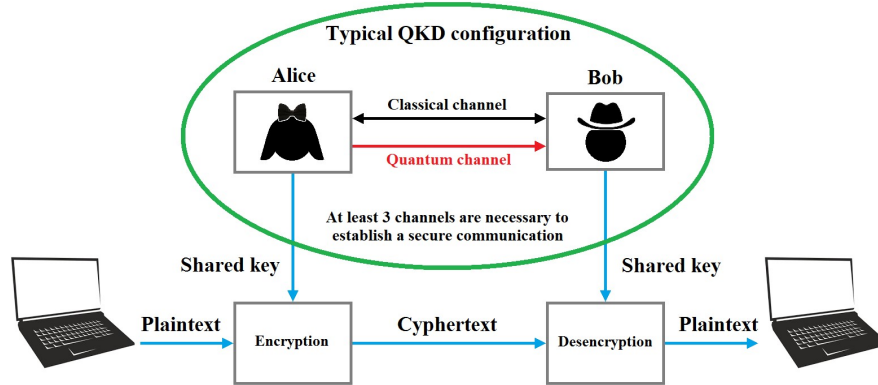 Typical QKD configuration
Alice
Bob
Classical channel
Quantum channel
At least 3 channels are necessary to
establish a secure communication
Shared key
Shared key
Plaintext
Encryption
Cyphertext
Desencryption
Plaintext